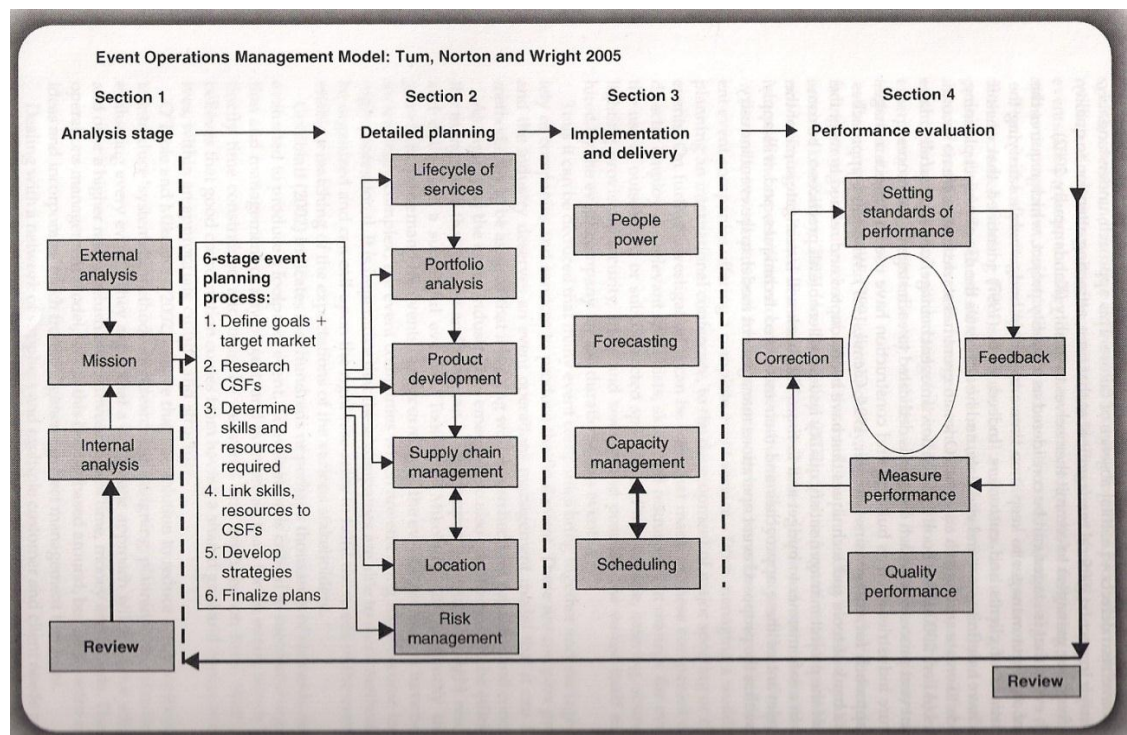 Event Operations Management Model: Tum, Norton and Wright 2005
Section 1
Analysis stage
External
analysis
Mission
Internal
analysis
Review
6-stage event
planning
process:
1. Define goals +
target market
2. Research
CSFs
3. Determine
skills and
resources
required
4. Link skills,
resources to
CSFs
5. Develop
strategies
6. Finalize plans
Section 2
Detailed planning
Lifecycle of
services
Portfolio
analysis
Product
development
Supply chain
management
Location
Risk
management
Section 3
Implementation
and delivery
People
power
Forecasting
Capacity
management
Scheduling
Section 4
Performance evaluation
Setting
standards of
performance
Correction
Feedback
Measure
performance
Quality
performance
Review